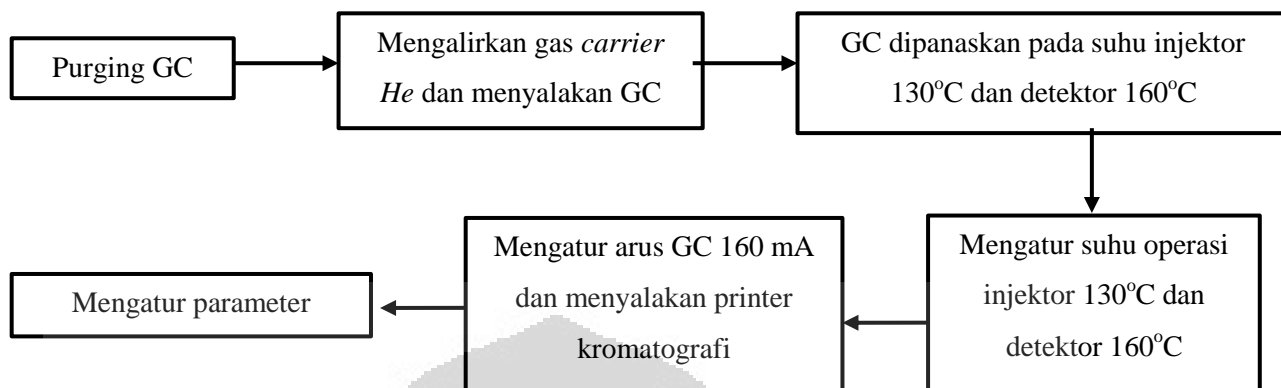 Purging GC
Mengalirkan gas carrier
He dan menyalakan GC
GC dipanaskan pada suhu injektor
130°C dan detektor 160°C
Mengatur suhu operasi
injektor 130°C dan
detektor 160°C
Mengatur arus GC 160 mA
dan menyalakan printer
kromatografi
Mengatur parameter